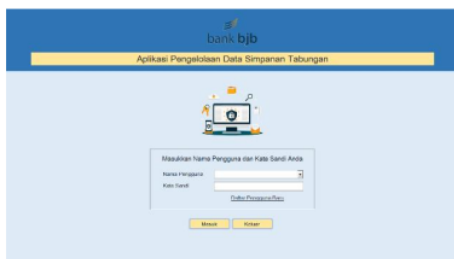 bank bjb
Aplikasi Pengelolaan Data Simpanan Tabungan
Masukkan Nama Pengguna dan Kata Sandi Anda
Nama Pengguna
Kata Sandi
Daftar Pengguna Baru
Masuk
Keluar